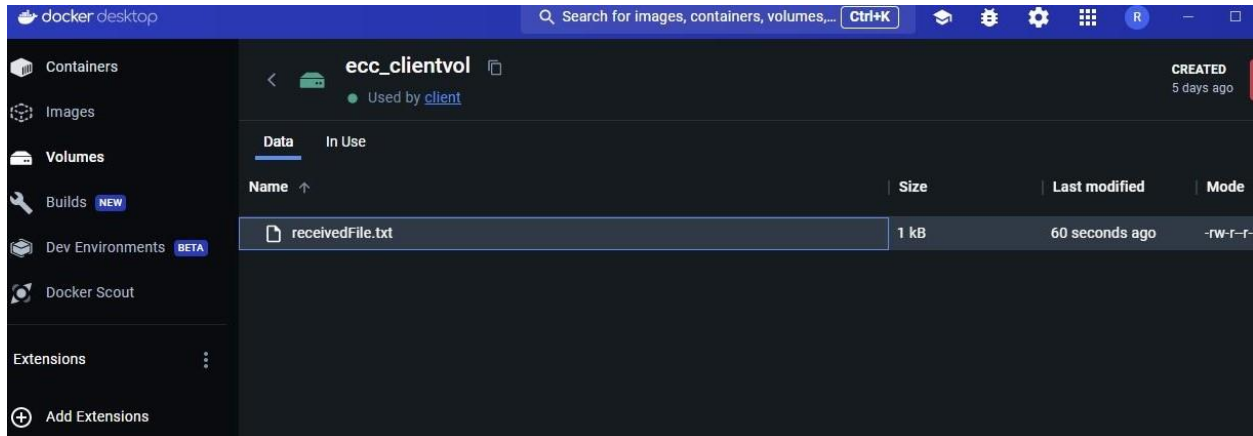 docker desktop
Search for images, containers, volumes,... Ctrl+K
R
Containers
Images
Volumes
Builds NEW
Dev Environments BETA
Docker Scout
Extensions
Add Extensions
ecc_clientvol
Used by client
CREATED
5 days ago
Data In Use
Name Size Last modified Mode
receivedFile.txt 1 kB 60 seconds ago -rw-r--r-